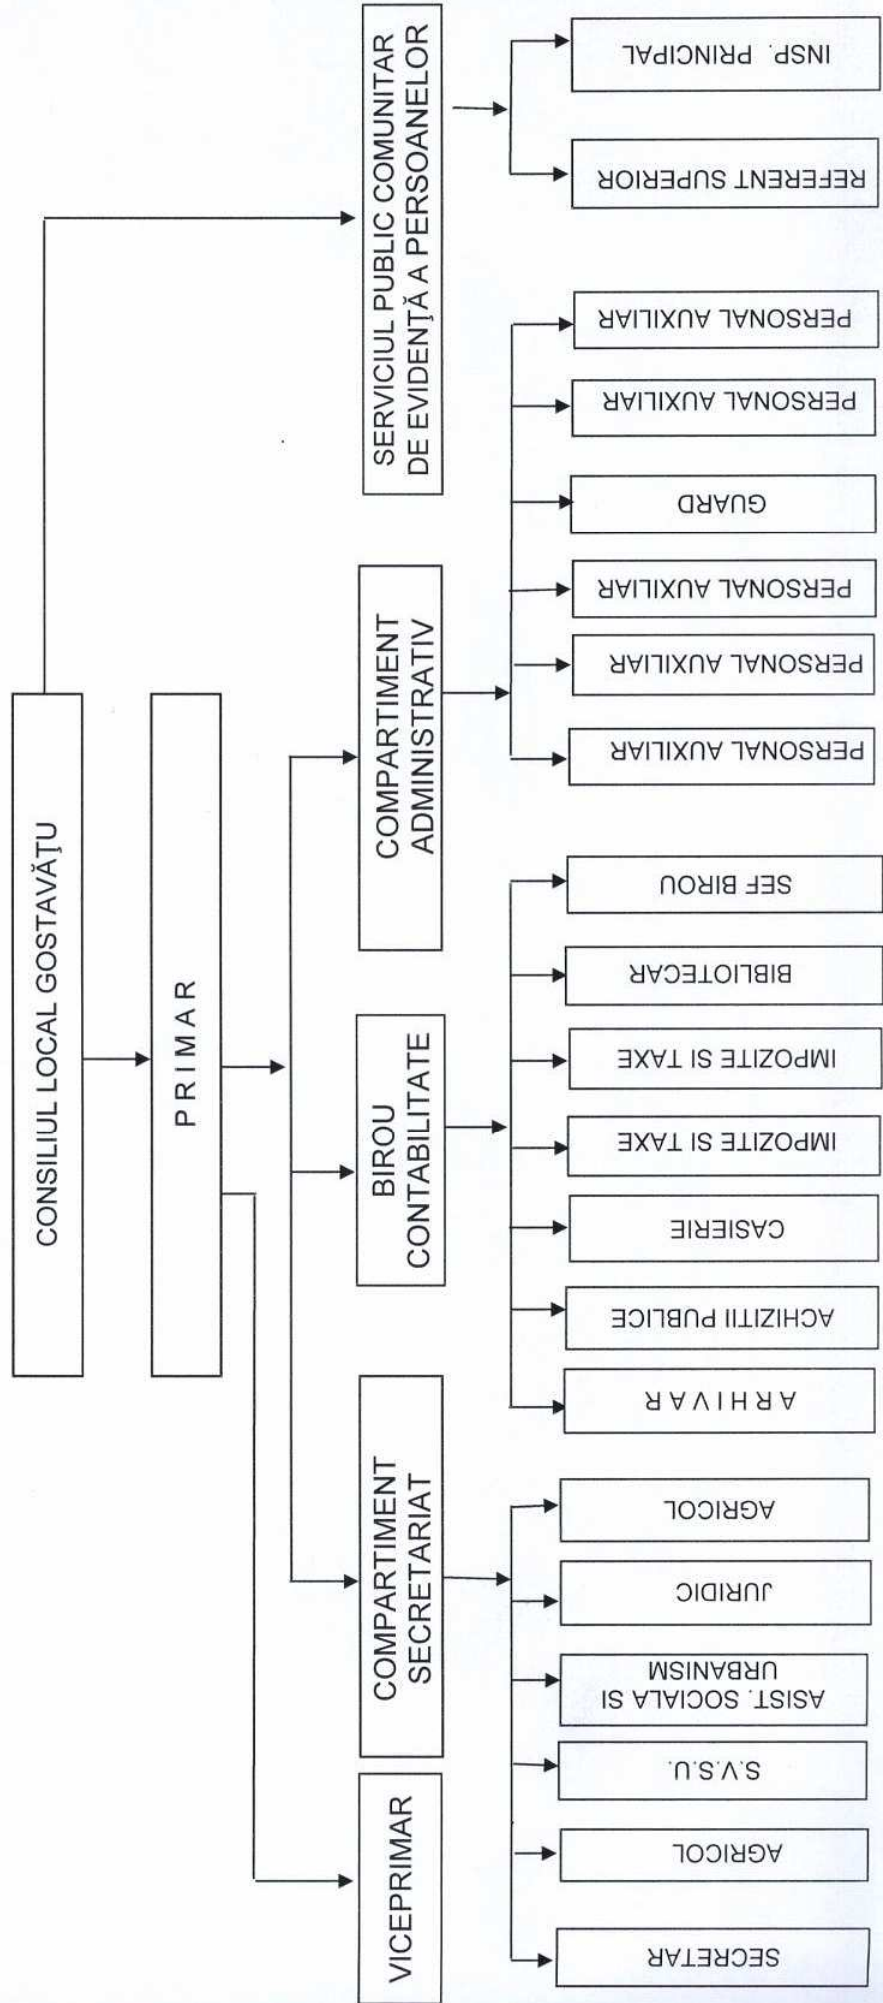 CONSILIUL LOCAL GOSTAVĂŢU
P R I M A R
VICEPRIMAR
COMPARTIMENT
SECRETARIAT
BIROU
CONTABILITATE
COMPARTIMENT
ADMINISTRATIV
SERVICIUL PUBLIC COMUNITAR
DE EVIDENŢĂ A PERSOANELOR
SECRETAR
AGRICOL
S.V.S.U.
ASIST. SOCIALA SI
URBANISM
JURIDIC
AGRICOL
A R H I V A R
ACHIZITII PUBLICE
CASIERIE
IMPOZITE SI TAXE
IMPOZITE SI TAXE
BIBLIOTECAR
SEF BIROU
PERSONAL AUXILIAR
PERSONAL AUXILIAR
PERSONAL AUXILIAR
GUARD
PERSONAL AUXILIAR
PERSONAL AUXILIAR
REFERENT SUPERIOR
INSP. PRINCIPAL